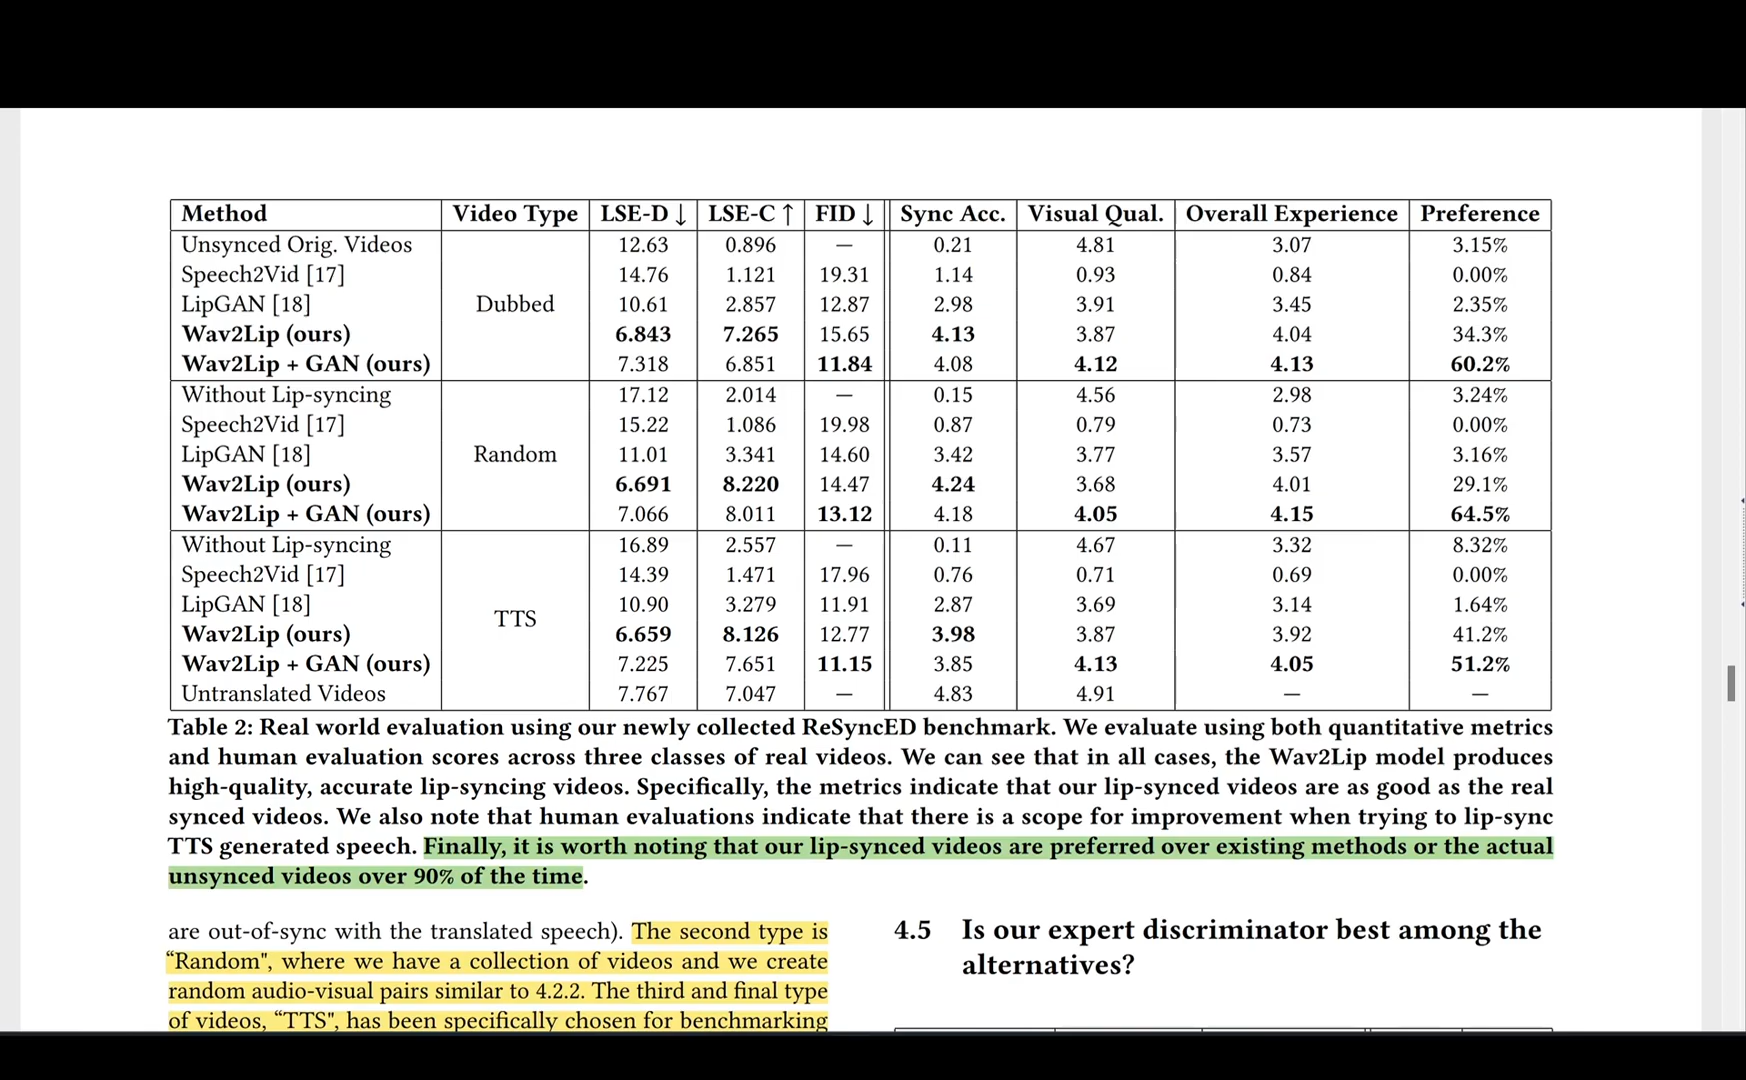 Method Video Type LSE-D ↓ LSE-C ↑ FID ↓ Sync Acc. Visual Qual. Overall Experience Preference
Unsynced Orig. Videos 12.63 0.896 — 0.21 4.81 3.07 3.15%
Speech2Vid [17] 14.76 1.121 19.31 1.14 0.93 0.84 0.00%
LipGAN [18] Dubbed 10.61 2.857 12.87 2.98 3.91 3.45 2.35%
Wav2Lip (ours) 6.843 7.265 15.65 4.13 3.87 4.04 34.3%
Wav2Lip + GAN (ours) 7.318 6.851 11.84 4.08 4.12 4.13 60.2%
Without Lip-syncing 17.12 2.014 — 0.15 4.56 2.98 3.24%
Speech2Vid [17] 15.22 1.086 19.98 0.87 0.79 0.73 0.00%
LipGAN [18] Random 11.01 3.341 14.60 3.42 3.77 3.57 3.16%
Wav2Lip (ours) 6.691 8.220 14.47 4.24 3.68 4.01 29.1%
Wav2Lip + GAN (ours) 7.066 8.011 13.12 4.18 4.05 4.15 64.5%
Without Lip-syncing 16.89 2.557 — 0.11 4.67 3.32 8.32%
Speech2Vid [17] 14.39 1.471 17.96 0.76 0.71 0.69 0.00%
LipGAN [18] TTS 10.90 3.279 11.91 2.87 3.69 3.14 1.64%
Wav2Lip (ours) 6.659 8.126 12.77 3.98 3.87 3.92 41.2%
Wav2Lip + GAN (ours) 7.225 7.651 11.15 3.85 4.13 4.05 51.2%
Untranslated Videos 7.767 7.047 — 4.83 4.91 — —
Table 2: Real world evaluation using our newly collected ReSyncED benchmark. We evaluate using both quantitative metrics
and human evaluation scores across three classes of real videos. We can see that in all cases, the Wav2Lip model produces
high-quality, accurate lip-syncing videos. Specifically, the metrics indicate that our lip-synced videos are as good as the real
synced videos. We also note that human evaluations indicate that there is a scope for improvement when trying to lip-sync
TTS generated speech. Finally, it is worth noting that our lip-synced videos are preferred over existing methods or the actual
unsynced videos over 90% of the time.
are out-of-sync with the translated speech). The second type is
“Random", where we have a collection of videos and we create
random audio-visual pairs similar to 4.2.2. The third and final type
of videos, “TTS", has been specifically chosen for benchmarking
4.5 Is our expert discriminator best among the
alternatives?